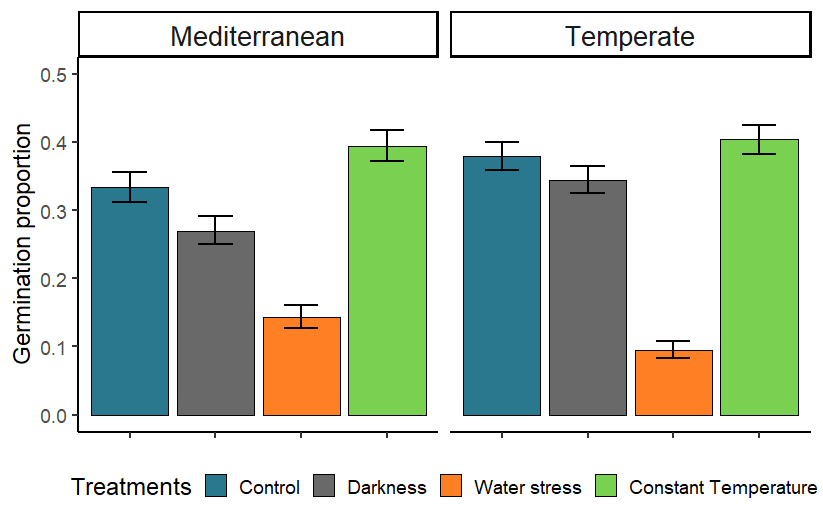 Mediterranean Temperate
0.5
0.4
0.3
0.2
0.1
0.0
Germination proportion
Treatments Control Darkness Water stress Constant Temperature